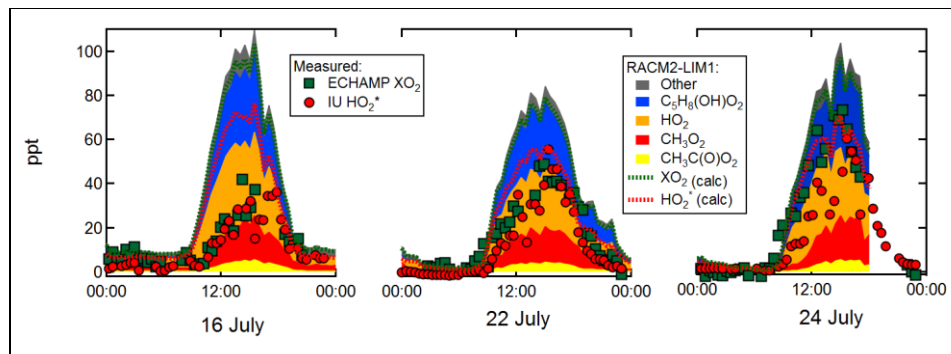 ppt
100
80
60
40
20
0
Measured:
ECHAMP XO₂
IU HO₂*
RACM2-LIM1:
Other
C₅H₈(OH)O₂
HO₂
CH₃O₂
CH₃C(O)O₂
XO₂ (calc)
HO₂* (calc)
00:00 12:00 00:00 00:00 12:00 00:00 00:00 12:00 00:00
16 July 22 July 24 July